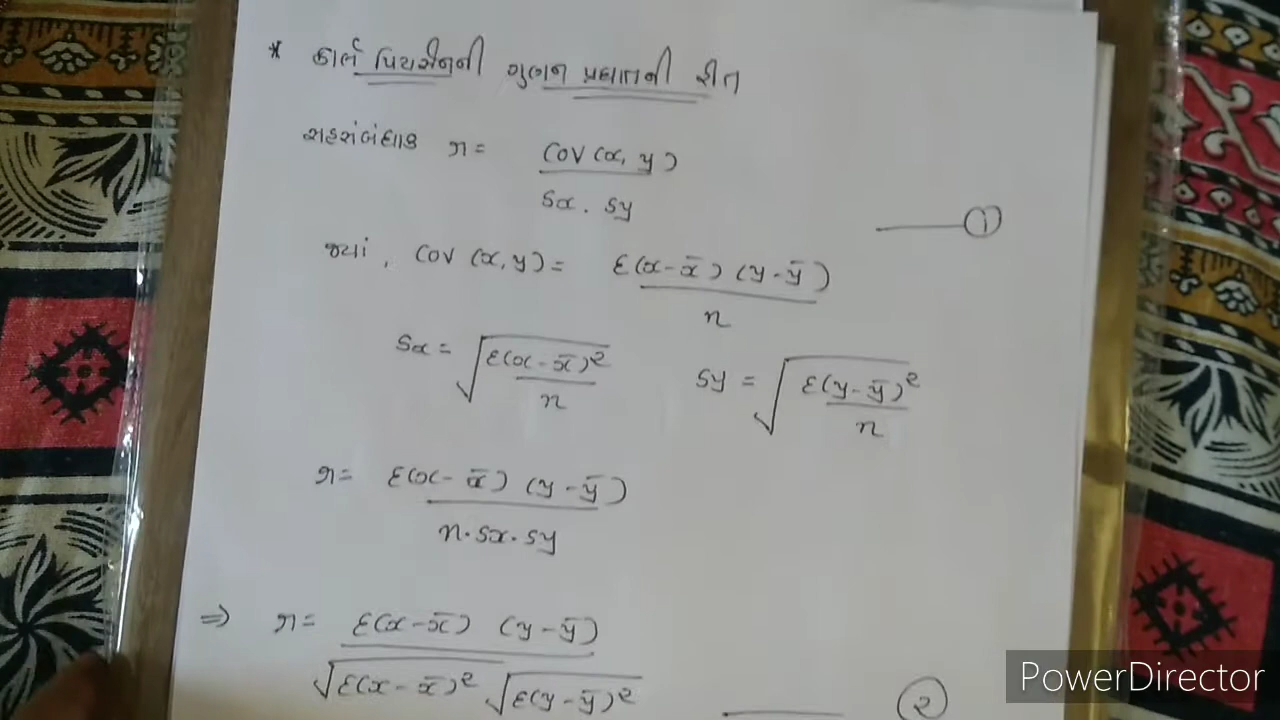 * કાર્લ પિયર્સનની ગુણન પ્રઘાતની રીત
સહસંબંધાંક r = Cov (x, y) / Sx . Sy
——— ①
જ્યાં , Cov (x, y) = Σ(x - x̄) (y - ȳ) / n
Sx = √(Σ(x - x̄)² / n) Sy = √(Σ(y - ȳ)² / n)
r = Σ(x - x̄) (y - ȳ) / n · Sx · Sy
⇒ r = Σ(x - x̄) (y - ȳ) / √Σ(x - x̄)² √Σ(y - ȳ)²
——— ②
PowerDirector